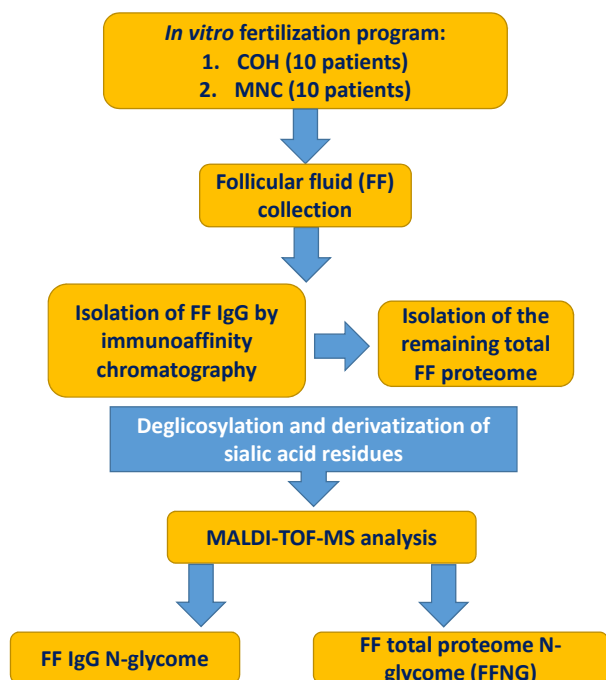 In vitro fertilization program:
1. COH (10 patients)
2. MNC (10 patients)
Follicular fluid (FF)
collection
Isolation of FF IgG by
immunoaffinity
chromatography
Isolation of the
remaining total
FF proteome
Deglicosylation and derivatization of
sialic acid residues
MALDI-TOF-MS analysis
FF IgG N-glycome
FF total proteome N-
glycome (FFNG)